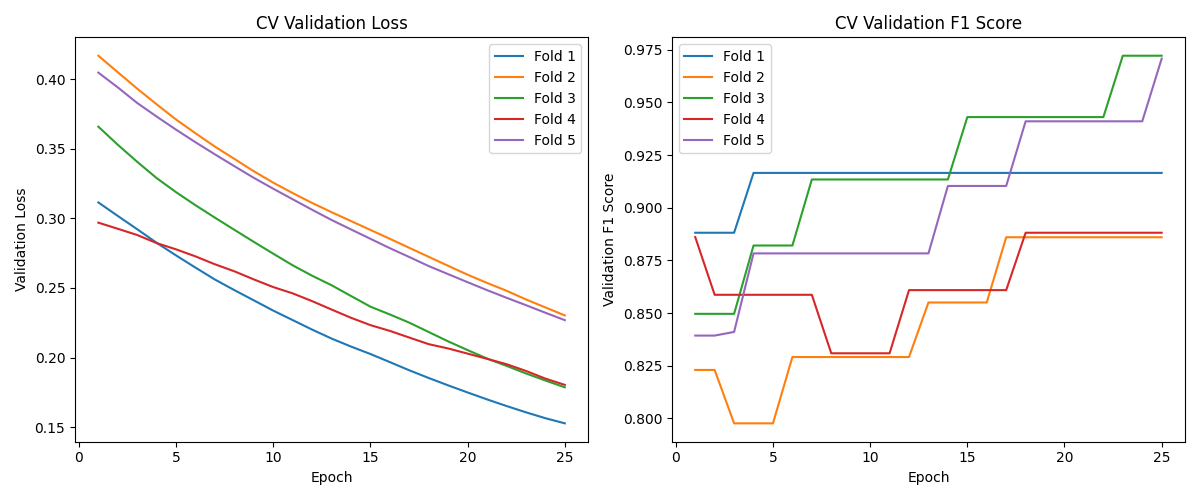 CV Validation Loss
Validation Loss
0.40
0.35
0.30
0.25
0.20
0.15
0
5
10
15
20
25
Epoch
Fold 1
Fold 2
Fold 3
Fold 4
Fold 5
CV Validation F1 Score
Validation F1 Score
0.975
0.950
0.925
0.900
0.875
0.850
0.825
0.800
0
5
10
15
20
25
Epoch
Fold 1
Fold 2
Fold 3
Fold 4
Fold 5